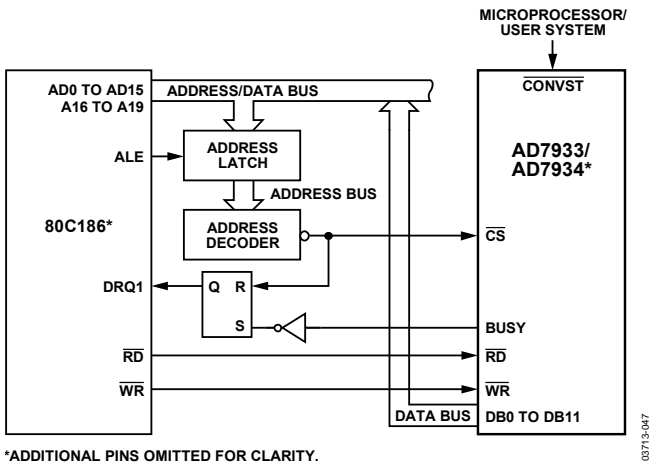 MICROPROCESSOR/
USER SYSTEM
AD0 TO AD15
A16 TO A19
ADDRESS/DATA BUS
CONVST
ALE
ADDRESS
LATCH
AD7933/
AD7934*
ADDRESS BUS
80C186*
ADDRESS
DECODER
CS
DRQ1
Q R
S
BUSY
RD
RD
WR
WR
DATA BUS
DB0 TO DB11
*ADDITIONAL PINS OMITTED FOR CLARITY.
03713-047